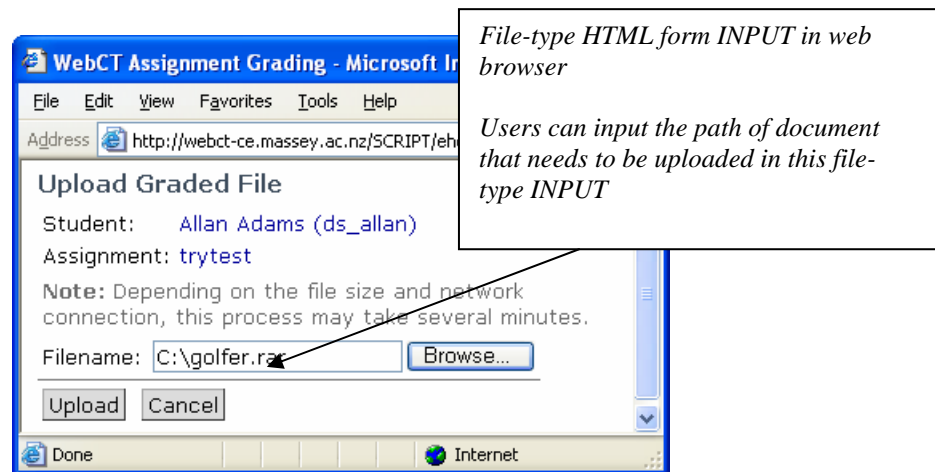 File-type HTML form INPUT in web
browser
Users can input the path of document
that needs to be uploaded in this file-
type INPUT
WebCT Assignment Grading - Microsoft
File Edit View Favorites Tools Help
Address http://webct-ce.massey.ac.nz/SCRIPT/
Upload Graded File
Student: Allan Adams (ds_allan)
Assignment: trytest
Note: Depending on the file size and network
connection, this process may take several minutes.
Filename: C:\golfer.rar Browse...
Upload Cancel
Done Internet